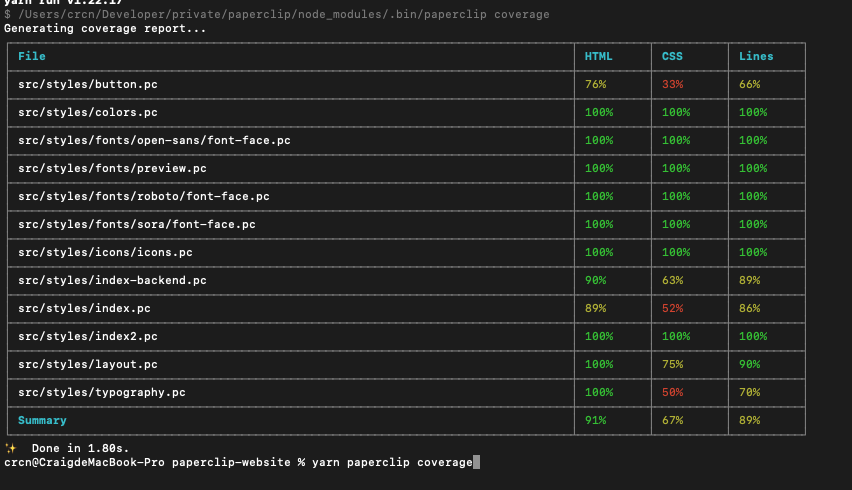 yarn run v1.22.17
$ /Users/crcn/Developer/private/paperclip/node_modules/.bin/paperclip coverage
Generating coverage report...
File HTML CSS Lines
src/styles/button.pc 76% 33% 66%
src/styles/colors.pc 100% 100% 100%
src/styles/fonts/open-sans/font-face.pc 100% 100% 100%
src/styles/fonts/preview.pc 100% 100% 100%
src/styles/fonts/roboto/font-face.pc 100% 100% 100%
src/styles/fonts/sora/font-face.pc 100% 100% 100%
src/styles/icons/icons.pc 100% 100% 100%
src/styles/index-backend.pc 90% 63% 89%
src/styles/index.pc 89% 52% 86%
src/styles/index2.pc 100% 100% 100%
src/styles/layout.pc 100% 75% 90%
src/styles/typography.pc 100% 50% 70%
Summary 91% 67% 89%
✨ Done in 1.80s.
crcn@CraigdeMacBook-Pro paperclip-website % yarn paperclip coverage